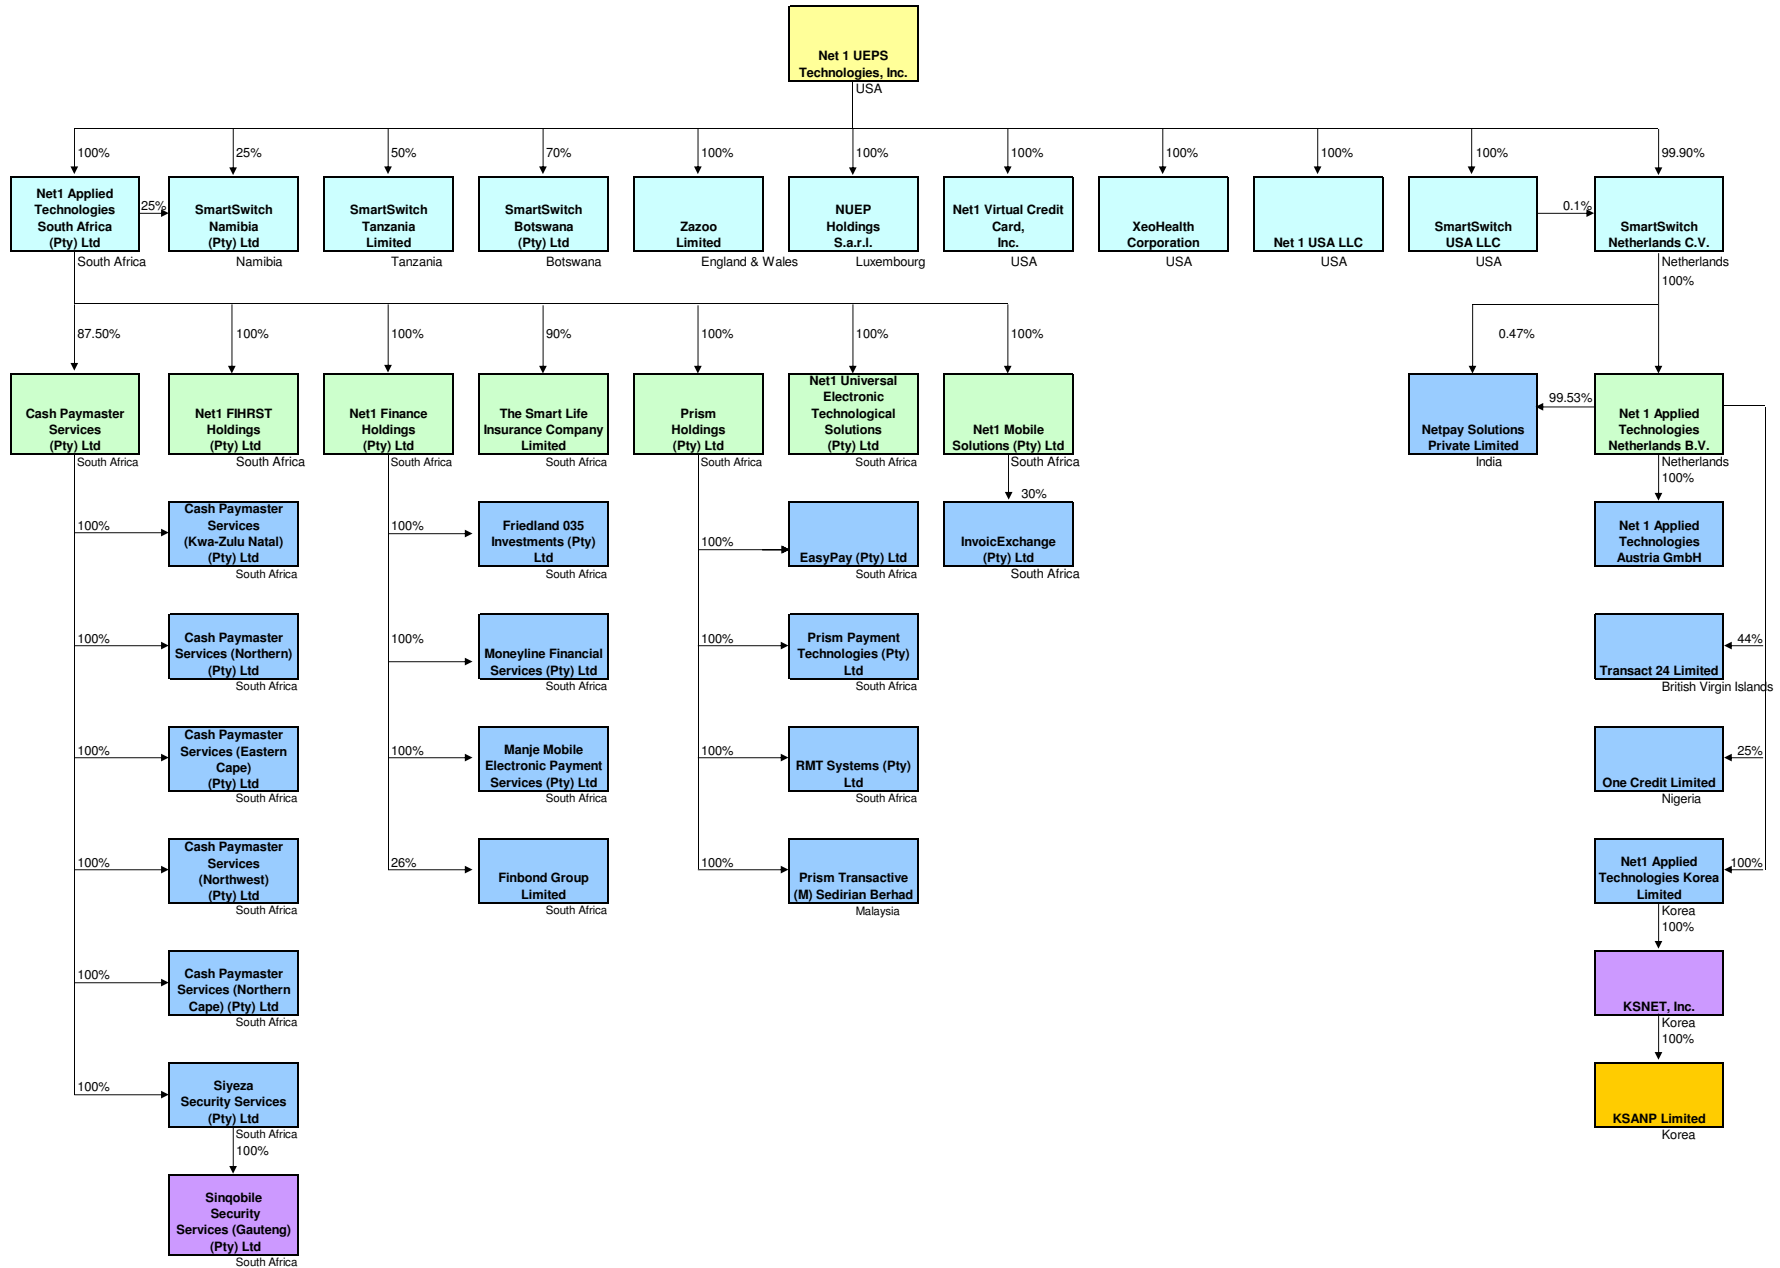 Net 1 UEPS
Technologies, Inc.
USA
100%
25%
50%
70%
100%
100%
100%
100%
100%
100%
99.90%
Net1 Applied
Technologies
South Africa
(Pty) Ltd
South Africa
25%
SmartSwitch
Namibia
(Pty) Ltd
Namibia
SmartSwitch
Tanzania
Limited
Tanzania
SmartSwitch
Botswana
(Pty) Ltd
Botswana
Zazoo
Limited
England & Wales
NUEP
Holdings
S.a.r.l.
Luxembourg
Net1 Virtual Credit
Card,
Inc.
USA
XeoHealth
Corporation
USA
Net 1 USA LLC
USA
SmartSwitch
USA LLC
USA
0.1%
SmartSwitch
Netherlands C.V.
Netherlands
100%
87.50%
100%
100%
90%
100%
100%
100%
0.47%
Cash Paymaster
Services
(Pty) Ltd
South Africa
Net1 FIHRST
Holdings
(Pty) Ltd
South Africa
Net1 Finance
Holdings
(Pty) Ltd
South Africa
The Smart Life
Insurance Company
Limited
South Africa
Prism
Holdings
(Pty) Ltd
South Africa
Net1 Universal
Electronic
Technological
Solutions
(Pty) Ltd
South Africa
Net1 Mobile
Solutions (Pty) Ltd
South Africa
30%
Netpay Solutions
Private Limited
India
99.53%
Net 1 Applied
Technologies
Netherlands B.V.
Netherlands
100%
100%
Cash Paymaster
Services
(Kwa-Zulu Natal)
(Pty) Ltd
South Africa
100%
Friedland 035
Investments (Pty)
Ltd
South Africa
100%
EasyPay (Pty) Ltd
South Africa
InvoicExchange
(Pty) Ltd
South Africa
Net 1 Applied
Technologies
Austria GmbH
100%
Cash Paymaster
Services (Northern)
(Pty) Ltd
South Africa
100%
Moneyline Financial
Services (Pty) Ltd
South Africa
100%
Prism Payment
Technologies (Pty)
Ltd
South Africa
Transact 24 Limited
44%
British Virgin Islands
100%
Cash Paymaster
Services (Eastern
Cape)
(Pty) Ltd
South Africa
100%
Manje Mobile
Electronic Payment
Services (Pty) Ltd
South Africa
100%
RMT Systems (Pty)
Ltd
South Africa
One Credit Limited
25%
Nigeria
100%
Cash Paymaster
Services
(Northwest)
(Pty) Ltd
South Africa
26%
Finbond Group
Limited
South Africa
100%
Prism Transactive
(M) Sedirian Berhad
Malaysia
Net1 Applied
Technologies Korea
Limited
100%
Korea
100%
100%
Cash Paymaster
Services (Northern
Cape) (Pty) Ltd
South Africa
KSNET, Inc.
Korea
100%
100%
Siyeza
Security Services
(Pty) Ltd
South Africa
100%
KSANP Limited
Korea
Sinqobile
Security
Services (Gauteng)
(Pty) Ltd
South Africa